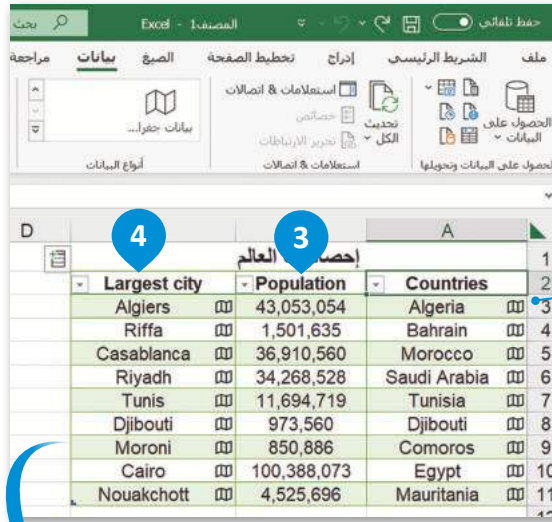 حفظ تلقائي المصنف1 - Excel بحث
ملف الشريط الرئيسي إدراج تخطيط الصفحة الصيغ بيانات مراجعة
الحصول على البيانات
تحديث الكل
استعلامات & اتصالات
خصائص
تحرير الارتباطات
بيانات جغرا...
الحصول على البيانات وتحويلها استعلامات & اتصالات أنواع البيانات
A D
3 4
1 العالم
2 Countries Population Largest city
3 Algeria 43,053,054 Algiers
4 Bahrain 1,501,635 Riffa
5 Morocco 36,910,560 Casablanca
6 Saudi Arabia 34,268,528 Riyadh
7 Tunisia 11,694,719 Tunis
8 Djibouti 973,560 Djibouti
9 Comoros 850,886 Moroni
10 Egypt 100,388,073 Cairo
11 Mauritania 4,525,696 Nouakchott